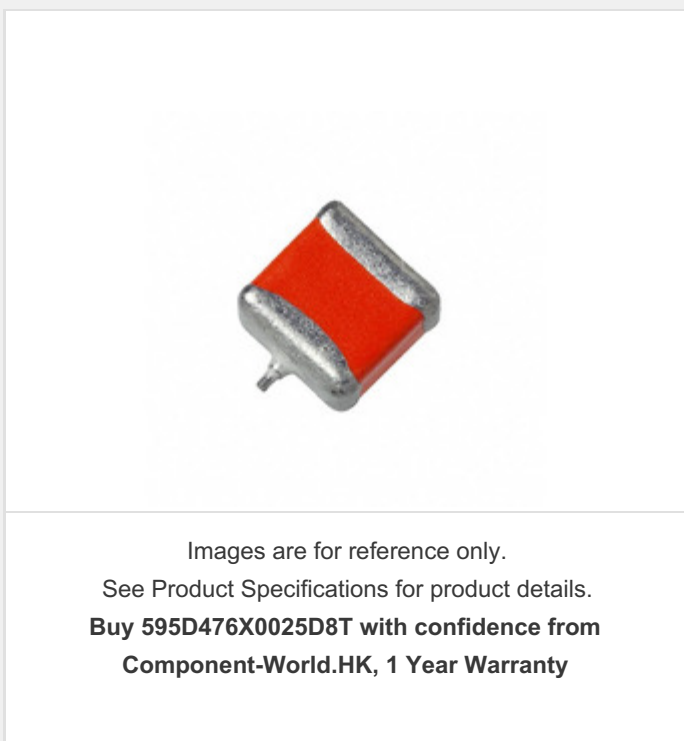 Images are for reference only.
See Product Specifications for product details.
Buy 595D476X0025D8T with confidence from
Component-World.HK, 1 Year Warranty